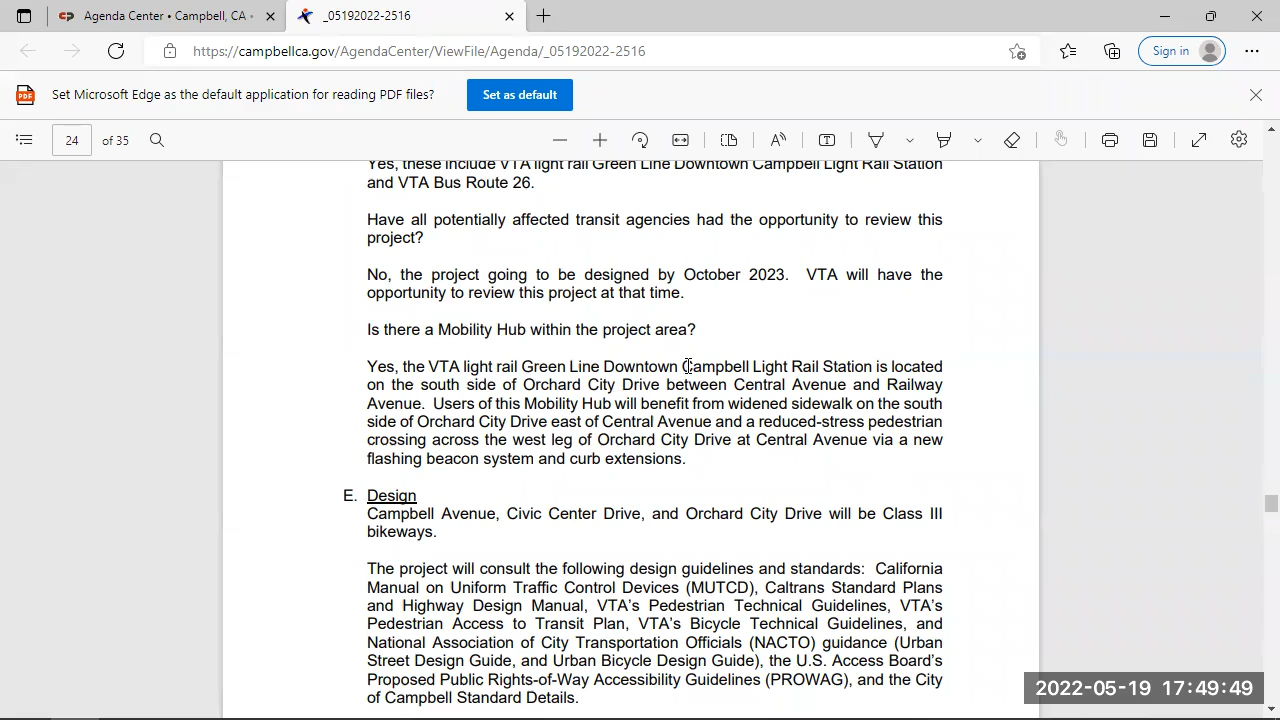 Agenda Center • Campbell, CA •
_05192022-2516
https://campbellca.gov/AgendaCenter/ViewFile/Agenda/_05192022-2516
Sign in
PDF
Set Microsoft Edge as the default application for reading PDF files?
Set as default
24 of 35
Yes, these include VTA light rail Green Line Downtown Campbell Light Rail Station
and VTA Bus Route 26.
Have all potentially affected transit agencies had the opportunity to review this
project?
No, the project going to be designed by October 2023. VTA will have the
opportunity to review this project at that time.
Is there a Mobility Hub within the project area?
Yes, the VTA light rail Green Line Downtown Campbell Light Rail Station is located
on the south side of Orchard City Drive between Central Avenue and Railway
Avenue. Users of this Mobility Hub will benefit from widened sidewalk on the south
side of Orchard City Drive east of Central Avenue and a reduced-stress pedestrian
crossing across the west leg of Orchard City Drive at Central Avenue via a new
flashing beacon system and curb extensions.
E. Design
Campbell Avenue, Civic Center Drive, and Orchard City Drive will be Class III
bikeways.
The project will consult the following design guidelines and standards: California
Manual on Uniform Traffic Control Devices (MUTCD), Caltrans Standard Plans
and Highway Design Manual, VTA's Pedestrian Technical Guidelines, VTA's
Pedestrian Access to Transit Plan, VTA's Bicycle Technical Guidelines, and
National Association of City Transportation Officials (NACTO) guidance (Urban
Street Design Guide, and Urban Bicycle Design Guide), the U.S. Access Board's
Proposed Public Rights-of-Way Accessibility Guidelines (PROWAG), and the City
of Campbell Standard Details.
2022-05-19 17:49:49